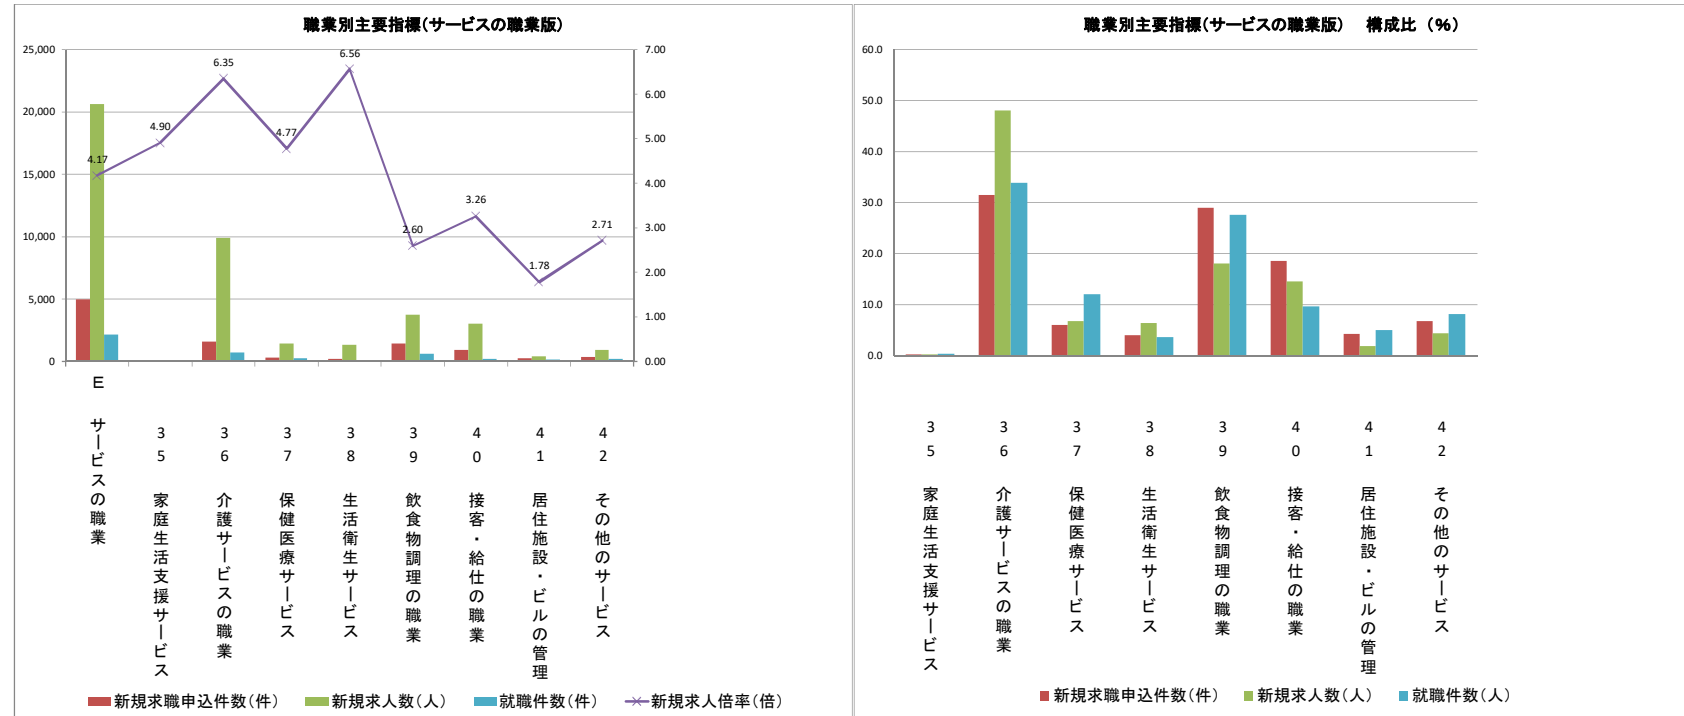 職業別主要指標(サービスの職業版)
25,000
20,000
15,000
10,000
5,000
0
7.00
6.00
5.00
4.00
3.00
2.00
1.00
0.00
4.17
4.90
6.35
4.77
6.56
2.60
3.26
1.78
2.71
E サービスの職業
35 家庭生活支援サービス
36 介護サービスの職業
37 保健医療サービス
38 生活衛生サービス
39 飲食物調理の職業
40 接客・給仕の職業
41 居住施設・ビルの管理
42 その他のサービス
新規求職申込件数(件)
新規求人数(人)
就職件数(件)
新規求人倍率(倍)
職業別主要指標(サービスの職業版) 構成比 (%)
60.0
50.0
40.0
30.0
20.0
10.0
0.0
35 家庭生活支援サービス
36 介護サービスの職業
37 保健医療サービス
38 生活衛生サービス
39 飲食物調理の職業
40 接客・給仕の職業
41 居住施設・ビルの管理
42 その他のサービス
新規求職申込件数(件)
新規求人数(人)
就職件数(人)